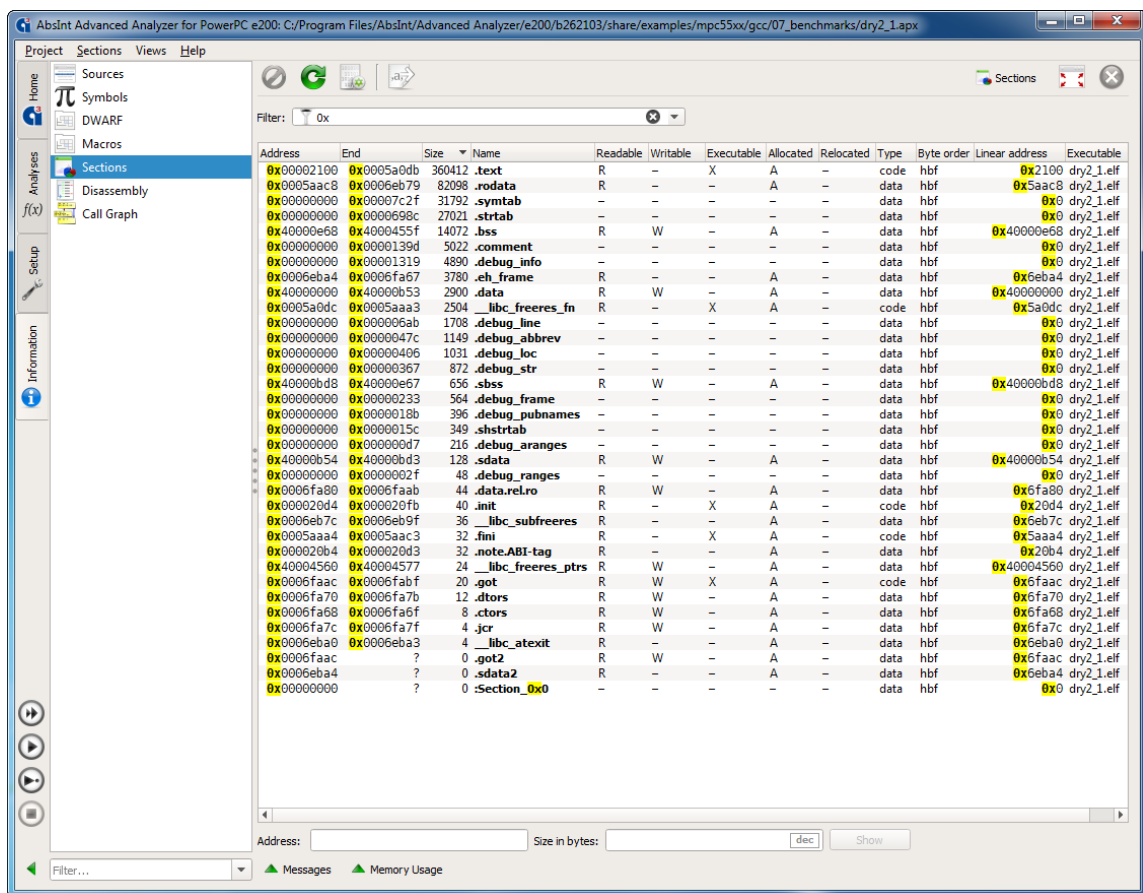 AbsInt Advanced Analyzer for PowerPC e200: C:/Program Files/AbsInt/Advanced Analyzer/e200/b262103/share/examples/mpc55xx/gcc/07_benchmarks/dry2_1.apx
Project Sections Views Help
Home
Analyses
f(x)
Setup
Information
Sources
Symbols
DWARF
Macros
Sections
Disassembly
Call Graph
Sections
Filter: 0x
Address End Size Name Readable Writable Executable Allocated Relocated Type Byte order Linear address Executable
0x00002100 0x0005a0db 360412 .text R – X A – code hbf 0x2100 dry2_1.elf
0x0005aac8 0x0006eb79 82098 .rodata R – – A – data hbf 0x5aac8 dry2_1.elf
0x00000000 0x00007c2f 31792 .symtab – – – – – data hbf 0x0 dry2_1.elf
0x00000000 0x0000698c 27021 .strtab – – – – – data hbf 0x0 dry2_1.elf
0x40000e68 0x4000455f 14072 .bss R W – A – data hbf 0x40000e68 dry2_1.elf
0x00000000 0x0000139d 5022 .comment – – – – – data hbf 0x0 dry2_1.elf
0x00000000 0x00001319 4890 .debug_info – – – – – data hbf 0x0 dry2_1.elf
0x0006eba4 0x0006fa67 3780 .eh_frame R – – A – data hbf 0x6eba4 dry2_1.elf
0x40000000 0x40000b53 2900 .data R W – A – data hbf 0x40000000 dry2_1.elf
0x0005a0dc 0x0005aaa3 2504 __libc_freeres_fn R – X A – code hbf 0x5a0dc dry2_1.elf
0x00000000 0x000006ab 1708 .debug_line – – – – – data hbf 0x0 dry2_1.elf
0x00000000 0x0000047c 1149 .debug_abbrev – – – – – data hbf 0x0 dry2_1.elf
0x00000000 0x00000406 1031 .debug_loc – – – – – data hbf 0x0 dry2_1.elf
0x00000000 0x00000367 872 .debug_str – – – – – data hbf 0x0 dry2_1.elf
0x40000bd8 0x40000e67 656 .sbss R W – A – data hbf 0x40000bd8 dry2_1.elf
0x00000000 0x00000233 564 .debug_frame – – – – – data hbf 0x0 dry2_1.elf
0x00000000 0x0000018b 396 .debug_pubnames – – – – – data hbf 0x0 dry2_1.elf
0x00000000 0x0000015c 349 .shstrtab – – – – – data hbf 0x0 dry2_1.elf
0x00000000 0x000000d7 216 .debug_aranges – – – – – data hbf 0x0 dry2_1.elf
0x40000b54 0x40000bd3 128 .sdata R W – A – data hbf 0x40000b54 dry2_1.elf
0x00000000 0x0000002f 48 .debug_ranges – – – – – data hbf 0x0 dry2_1.elf
0x0006fa80 0x0006faab 44 .data.rel.ro R W – A – data hbf 0x6fa80 dry2_1.elf
0x000020d4 0x000020fb 40 .init R – X A – code hbf 0x20d4 dry2_1.elf
0x0006eb7c 0x0006eb9f 36 __libc_subfreeres R – – A – data hbf 0x6eb7c dry2_1.elf
0x0005aaa4 0x0005aac3 32 .fini R – X A – code hbf 0x5aaa4 dry2_1.elf
0x000020b4 0x000020d3 32 .note.ABI-tag R – – A – data hbf 0x20b4 dry2_1.elf
0x40004560 0x40004577 24 __libc_freeres_ptrs R W – A – data hbf 0x40004560 dry2_1.elf
0x0006faac 0x0006fabf 20 .got R W X A – code hbf 0x6faac dry2_1.elf
0x0006fa70 0x0006fa7b 12 .dtors R W – A – data hbf 0x6fa70 dry2_1.elf
0x0006fa68 0x0006fa6f 8 .ctors R W – A – data hbf 0x6fa68 dry2_1.elf
0x0006fa7c 0x0006fa7f 4 .jcr R W – A – data hbf 0x6fa7c dry2_1.elf
0x0006eba0 0x0006eba3 4 __libc_atexit R – – A – data hbf 0x6eba0 dry2_1.elf
0x0006faac ? 0 .got2 R W – A – data hbf 0x6faac dry2_1.elf
0x0006eba4 ? 0 .sdata2 R – – A – data hbf 0x6eba4 dry2_1.elf
0x00000000 ? 0 :Section_0x0 – – – – – data hbf 0x0 dry2_1.elf
Address: Size in bytes: dec Show
Filter... Messages Memory Usage